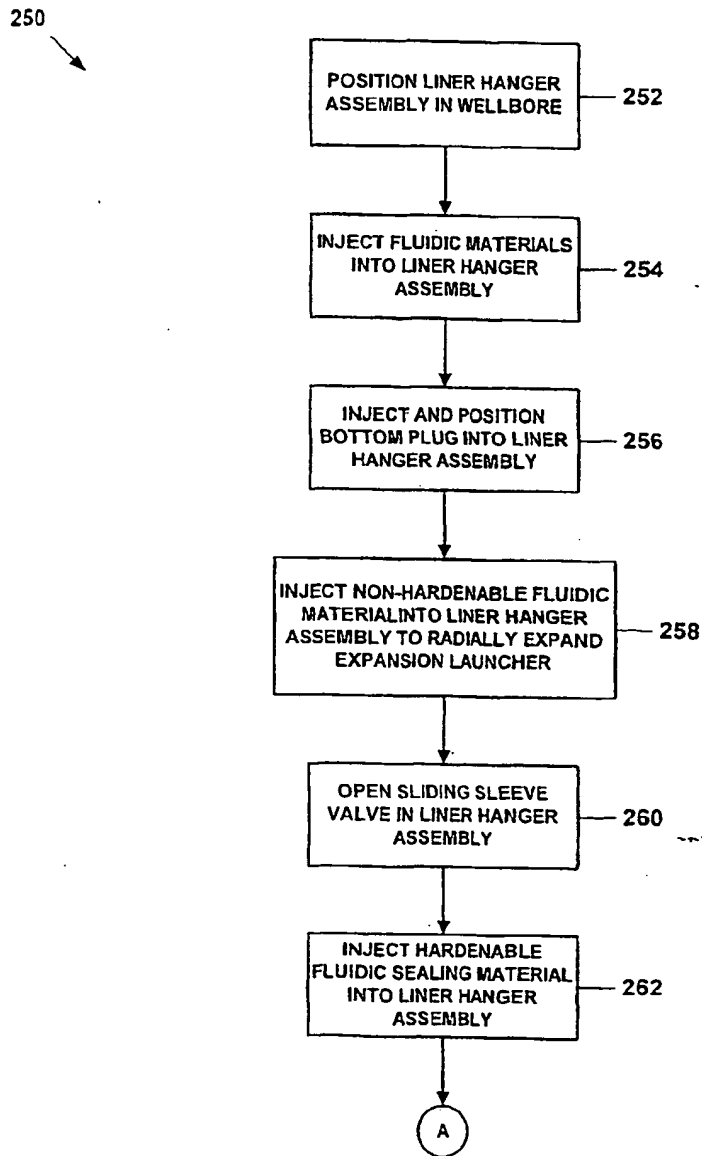 250
POSITION LINER HANGER
ASSEMBLY IN WELLBORE
252
INJECT FLUIDIC MATERIALS
INTO LINER HANGER
ASSEMBLY
254
INJECT AND POSITION
BOTTOM PLUG INTO LINER
HANGER ASSEMBLY
256
INJECT NON-HARDENABLE FLUIDIC
MATERIALINTO LINER HANGER
ASSEMBLY TO RADIALLY EXPAND
EXPANSION LAUNCHER
258
OPEN SLIDING SLEEVE
VALVE IN LINER HANGER
ASSEMBLY
260
INJECT HARDENABLE
FLUIDIC SEALING MATERIAL
INTO LINER HANGER
ASSEMBLY
262
A